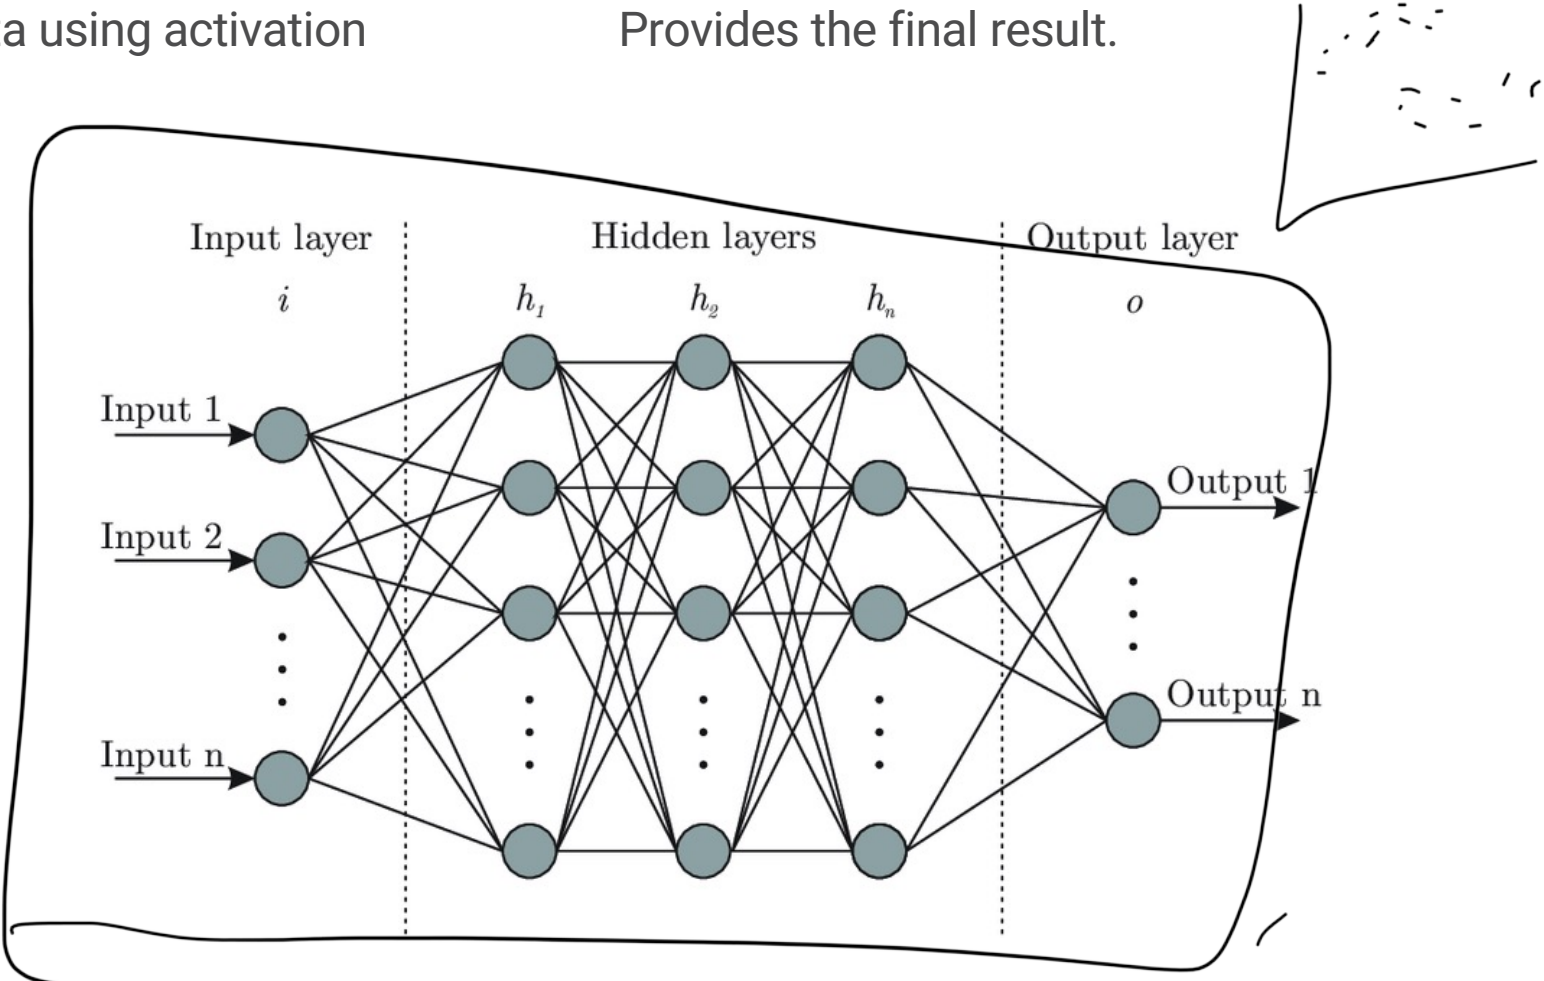 a using activation
Provides the final result.
Input layer
Hidden layers
Output layer
i
h₁
h₂
hₙ
o
Input 1
Input 2
Input n
Output 1
Output n